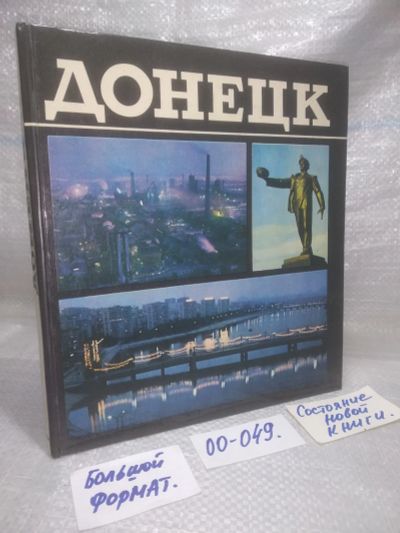 ДОНЕЦК
Состояние
новой
книги.
00-049.
Большой
ФОРМАТ.